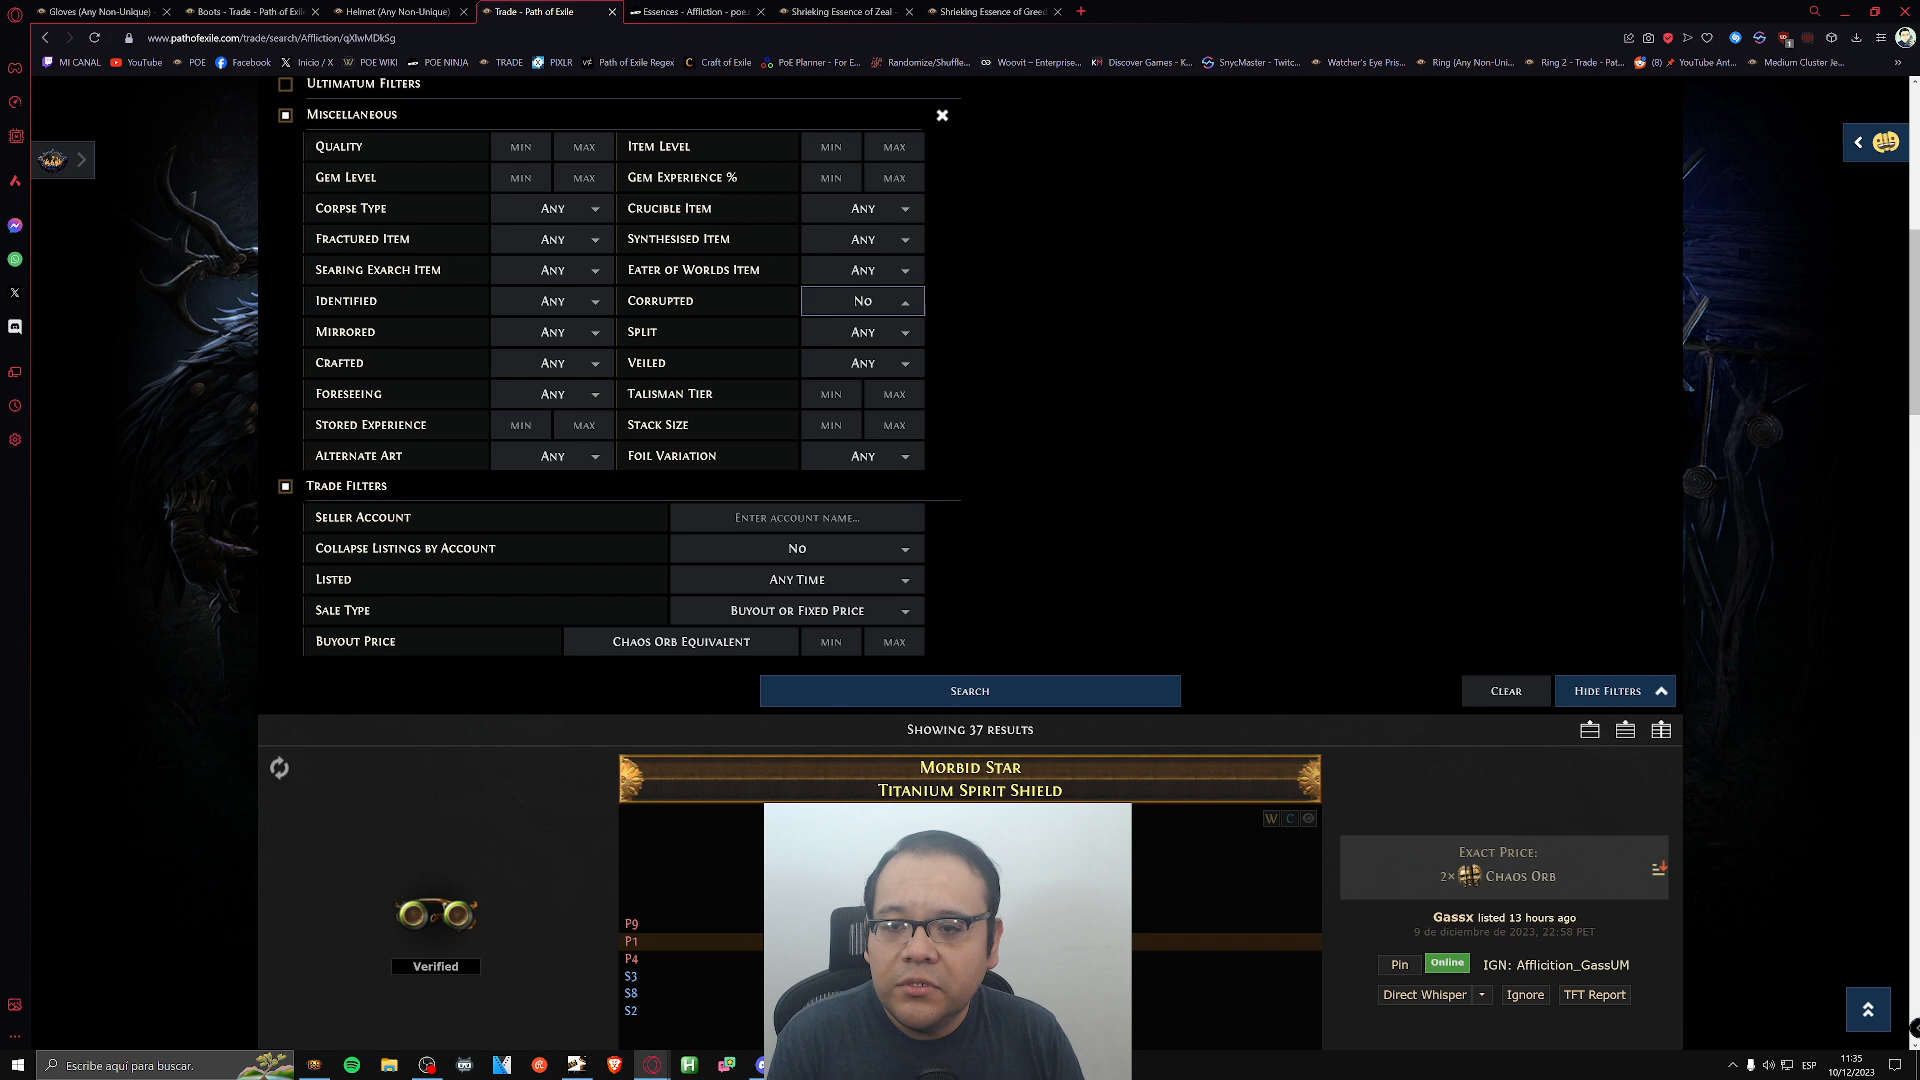 Gloves (Any Non-Unique)
Boots - Trade - Path of Exile
Helmet (Any Non-Unique)
Trade - Path of Exile
Essences - Affliction - poe.n
Shrieking Essence of Zeal -
Shrieking Essence of Greed
www.pathofexile.com/trade/search/Affliction/qXlwMDkSg
MI CANAL YouTube POE Facebook Inicio / X POE WIKI POE NINJA TRADE PIXLR Path of Exile Regex Craft of Exile PoE Planner - For E... Randomize/Shuffle... Woovit – Enterprise... Discover Games - K... SnycMaster - Twitc... Watcher's Eye Pris... Ring (Any Non-Uni... Ring 2 - Trade - Pat... (8) YouTube Ant... Medium Cluster Je...
Ultimatum Filters
Miscellaneous
Quality MIN MAX Item Level MIN MAX
Gem Level MIN MAX Gem Experience % MIN MAX
Corpse Type Any Crucible Item Any
Fractured Item Any Synthesised Item Any
Searing Exarch Item Any Eater of Worlds Item Any
Identified Any Corrupted No
Mirrored Any Split Any
Crafted Any Veiled Any
Foreseeing Any Talisman Tier MIN MAX
Stored Experience MIN MAX Stack Size MIN MAX
Alternate Art Any Foil Variation Any
Trade Filters
Seller Account Enter account name...
Collapse Listings by Account No
Listed Any Time
Sale Type Buyout or Fixed Price
Buyout Price Chaos Orb Equivalent MIN MAX
Search
Clear
Hide Filters
Showing 37 results
Morbid Star
Titanium Spirit Shield
W C
Verified
P9
P1
P4
S3
S8
S2
Exact Price:
2× Chaos Orb
Gassx listed 13 hours ago
9 de diciembre de 2023, 22:58 PET
Pin Online IGN: Afflicition_GassUM
Direct Whisper Ignore TFT Report
Escribe aquí para buscar.
ESP
11:35
10/12/2023